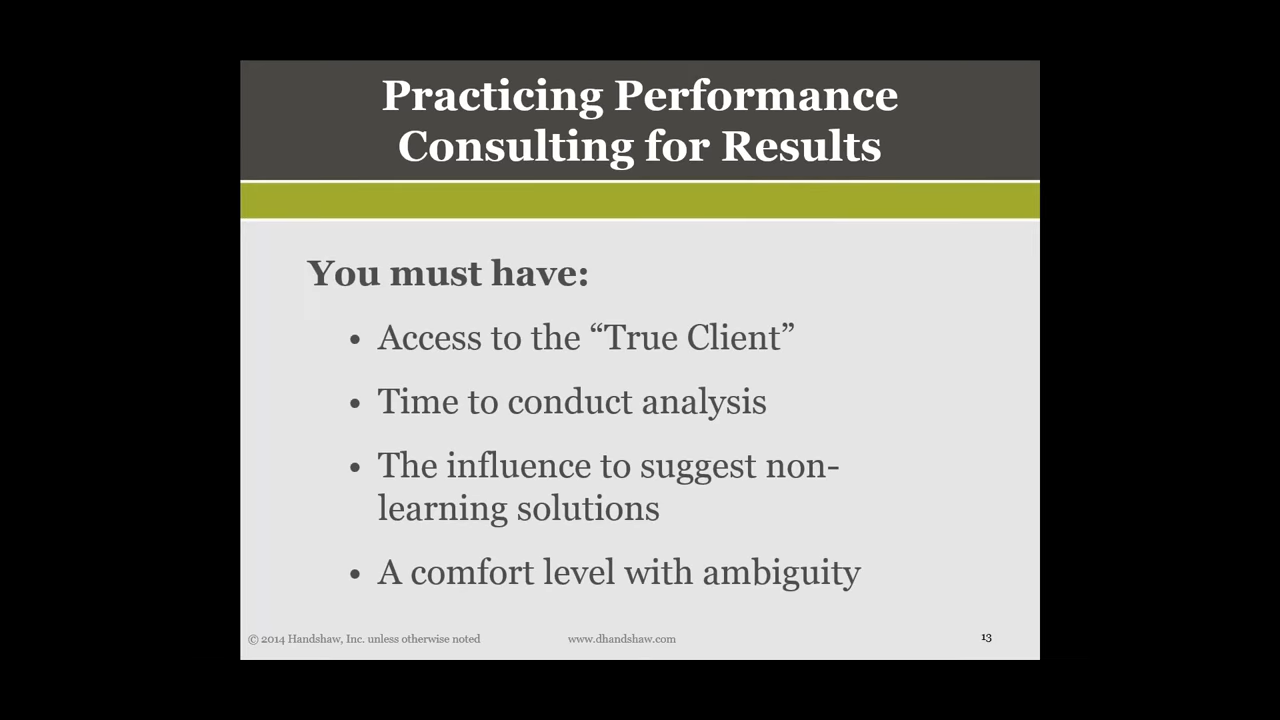 Practicing Performance
Consulting for Results
You must have:
• Access to the “True Client”
• Time to conduct analysis
• The influence to suggest non-
learning solutions
• A comfort level with ambiguity
© 2014 Handshaw, Inc. unless otherwise noted
www.dhandshaw.com
13